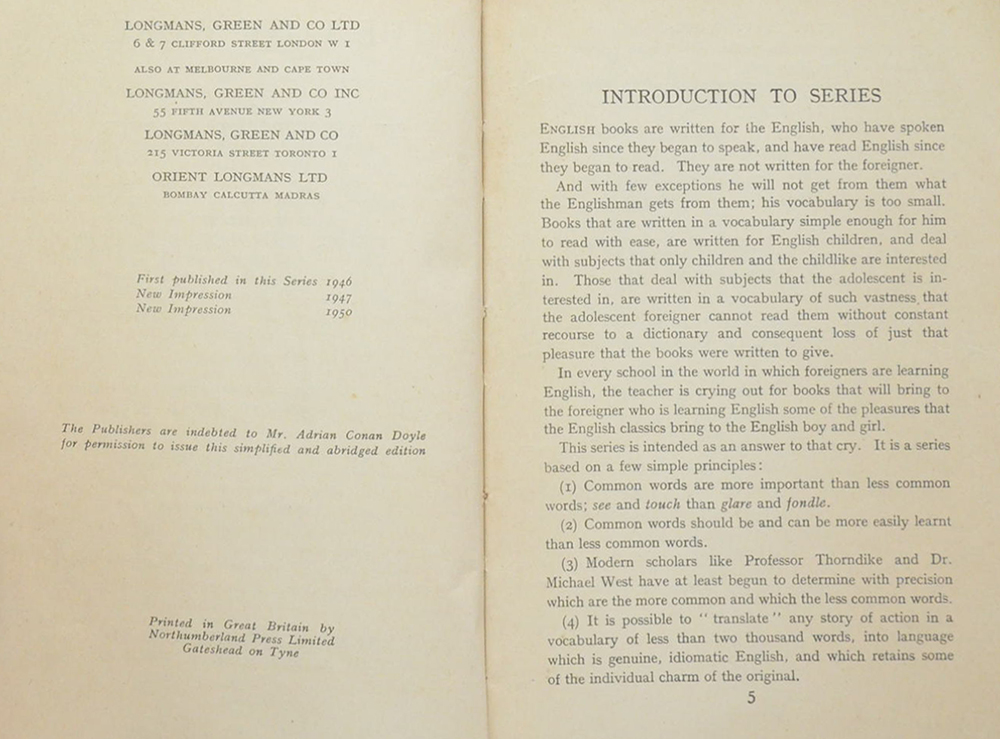 LONGMANS, GREEN AND CO LTD
6 & 7 CLIFFORD STREET LONDON W 1
ALSO AT MELBOURNE AND CAPE TOWN
LONGMANS, GREEN AND CO INC
55 FIFTH AVENUE NEW YORK 3
LONGMANS, GREEN AND CO
215 VICTORIA STREET TORONTO 1
ORIENT LONGMANS LTD
BOMBAY CALCUTTA MADRAS
First published in this Series 1946
New Impression 1947
New Impression 1950
The Publishers are indebted to Mr. Adrian Conan Doyle
for permission to issue this simplified and abridged edition
Printed in Great Britain by
Northumberland Press Limited
Gateshead on Tyne
INTRODUCTION TO SERIES
ENGLISH books are written for the English, who have spoken
English since they began to speak, and have read English since
they began to read. They are not written for the foreigner.
And with few exceptions he will not get from them what
the Englishman gets from them; his vocabulary is too small.
Books that are written in a vocabulary simple enough for him
to read with ease, are written for English children, and deal
with subjects that only children and the childlike are interested
in. Those that deal with subjects that the adolescent is in-
terested in, are written in a vocabulary of such vastness that
the adolescent foreigner cannot read them without constant
recourse to a dictionary and consequent loss of just that
pleasure that the books were written to give.
In every school in the world in which foreigners are learning
English, the teacher is crying out for books that will bring to
the foreigner who is learning English some of the pleasures that
the English classics bring to the English boy and girl.
This series is intended as an answer to that cry. It is a series
based on a few simple principles:
(1) Common words are more important than less common
words; see and touch than glare and fondle.
(2) Common words should be and can be more easily learnt
than less common words.
(3) Modern scholars like Professor Thorndike and Dr.
Michael West have at least begun to determine with precision
which are the more common and which the less common words.
(4) It is possible to "translate" any story of action in a
vocabulary of less than two thousand words, into language
which is genuine, idiomatic English, and which retains some
of the individual charm of the original.
5